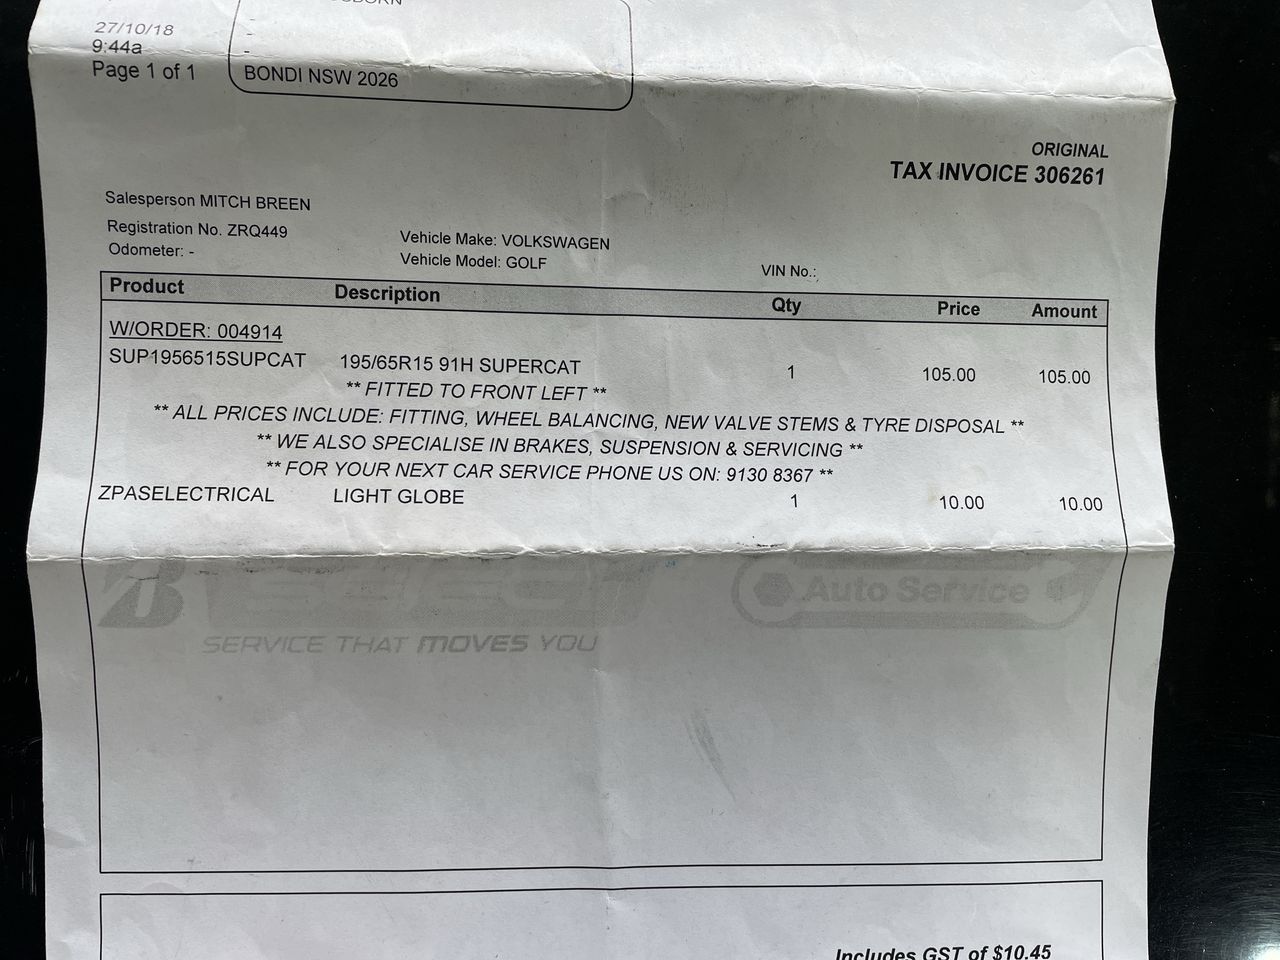 27/10/18
9:44a
Page 1 of 1
-
-
BONDI NSW 2026
ORIGINAL
TAX INVOICE 306261
Salesperson MITCH BREEN
Registration No. ZRQ449
Odometer: -
Vehicle Make: VOLKSWAGEN
Vehicle Model: GOLF
VIN No.:
Product Description Qty Price Amount
W/ORDER: 004914
SUP1956515SUPCAT 195/65R15 91H SUPERCAT 1 105.00 105.00
** FITTED TO FRONT LEFT **
** ALL PRICES INCLUDE: FITTING, WHEEL BALANCING, NEW VALVE STEMS & TYRE DISPOSAL **
** WE ALSO SPECIALISE IN BRAKES, SUSPENSION & SERVICING **
** FOR YOUR NEXT CAR SERVICE PHONE US ON: 9130 8367 **
ZPASELECTRICAL LIGHT GLOBE 1 10.00 10.00
Auto Service
SERVICE THAT MOVES YOU
Includes GST of $10.45